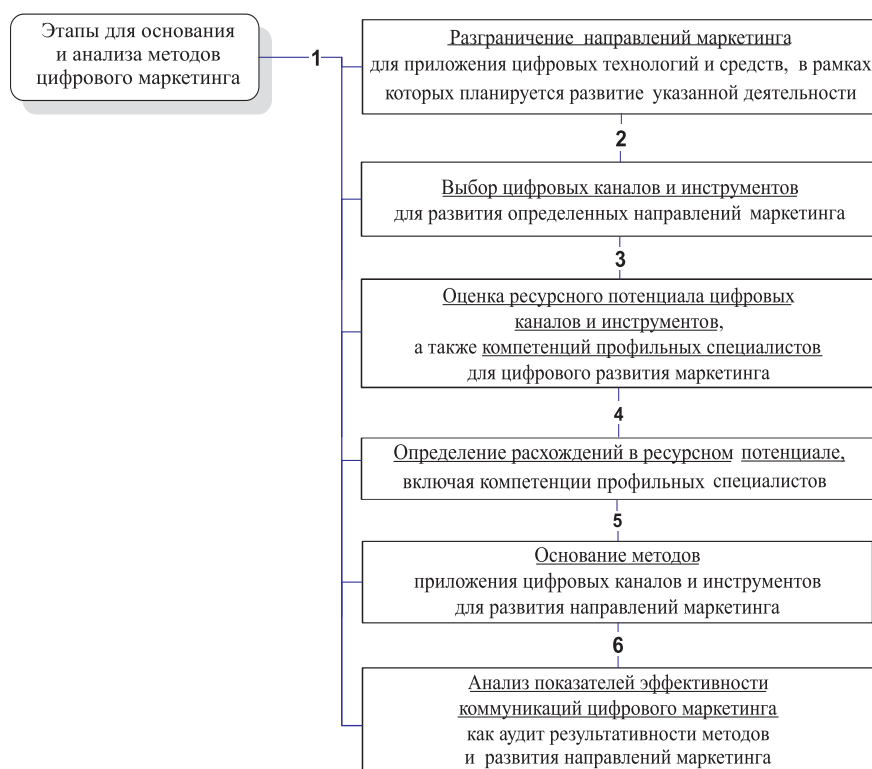 Этапы для основания
и анализа методов
цифрового маркетинга
1
Разграничение направлений маркетинга
для приложения цифровых технологий и средств, в рамках
которых планируется развитие указанной деятельности
2
Выбор цифровых каналов и инструментов
для развития определенных направлений маркетинга
3
Оценка ресурсного потенциала цифровых
каналов и инструментов,
а также компетенций профильных специалистов
для цифрового развития маркетинга
4
Определение расхождений в ресурсном потенциале,
включая компетенции профильных специалистов
5
Основание методов
приложения цифровых каналов и инструментов
для развития направлений маркетинга
6
Анализ показателей эффективности
коммуникаций цифрового маркетинга
как аудит результативности методов
и развития направлений маркетинга